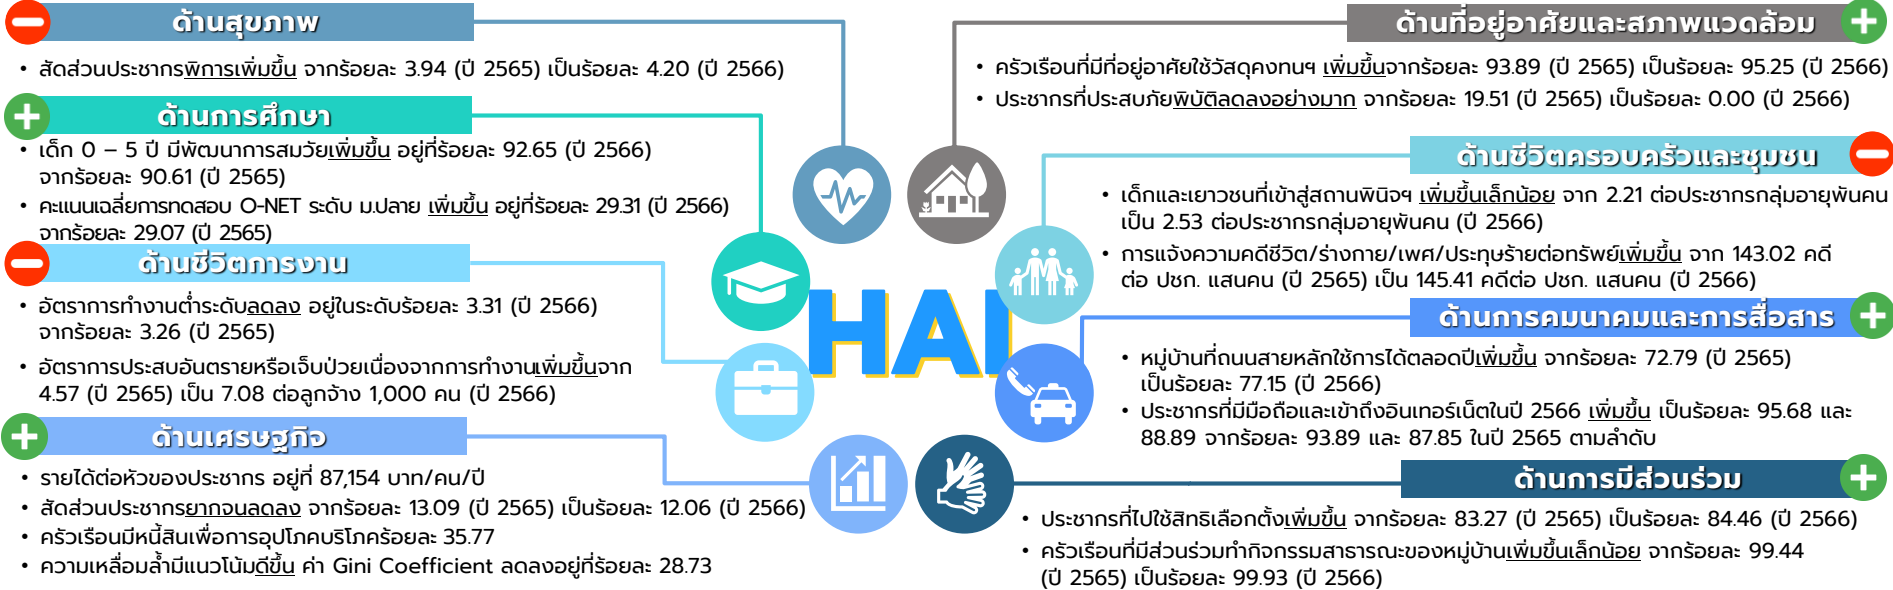 ด้านสุขภาพ
• สัดส่วนประชากรพิการเพิ่มขึ้น จากร้อยละ 3.94 (ปี 2565) เป็นร้อยละ 4.20 (ปี 2566)
ด้านการศึกษา
• เด็ก 0 – 5 ปี มีพัฒนาการสมวัยเพิ่มขึ้น อยู่ที่ร้อยละ 92.65 (ปี 2566)
จากร้อยละ 90.61 (ปี 2565)
• คะแนนเฉลี่ยการทดสอบ O-NET ระดับ ม.ปลาย เพิ่มขึ้น อยู่ที่ร้อยละ 29.31 (ปี 2566)
จากร้อยละ 29.07 (ปี 2565)
ด้านชีวิตการงาน
• อัตราการทำงานต่ำระดับลดลง อยู่ในระดับร้อยละ 3.31 (ปี 2566)
จากร้อยละ 3.26 (ปี 2565)
• อัตราการประสบอันตรายหรือเจ็บป่วยเนื่องจากการทำงานเพิ่มขึ้นจาก
4.57 (ปี 2565) เป็น 7.08 ต่อลูกจ้าง 1,000 คน (ปี 2566)
ด้านเศรษฐกิจ
• รายได้ต่อหัวของประชากร อยู่ที่ 87,154 บาท/คน/ปี
• สัดส่วนประชากรยากจนลดลง จากร้อยละ 13.09 (ปี 2565) เป็นร้อยละ 12.06 (ปี 2566)
• ครัวเรือนมีหนี้สินเพื่อการอุปโภคบริโภคร้อยละ 35.77
• ความเหลื่อมล้ำมีแนวโน้มดีขึ้น ค่า Gini Coefficient ลดลงอยู่ที่ร้อยละ 28.73
HAI
ด้านที่อยู่อาศัยและสภาพแวดล้อม
• ครัวเรือนที่มีที่อยู่อาศัยใช้วัสดุคงทนฯ เพิ่มขึ้นจากร้อยละ 93.89 (ปี 2565) เป็นร้อยละ 95.25 (ปี 2566)
• ประชากรที่ประสบภัยพิบัติลดลงอย่างมาก จากร้อยละ 19.51 (ปี 2565) เป็นร้อยละ 0.00 (ปี 2566)
ด้านชีวิตครอบครัวและชุมชน
• เด็กและเยาวชนที่เข้าสู่สถานพินิจฯ เพิ่มขึ้นเล็กน้อย จาก 2.21 ต่อประชากรกลุ่มอายุพันคน
เป็น 2.53 ต่อประชากรกลุ่มอายุพันคน (ปี 2566)
• การแจ้งความคดีชีวิต/ร่างกาย/เพศ/ประทุษร้ายต่อทรัพย์เพิ่มขึ้น จาก 143.02 คดี
ต่อ ปชก. แสนคน (ปี 2565) เป็น 145.41 คดีต่อ ปชก. แสนคน (ปี 2566)
ด้านการคมนาคมและการสื่อสาร
• หมู่บ้านที่ถนนสายหลักใช้การได้ตลอดปีเพิ่มขึ้น จากร้อยละ 72.79 (ปี 2565)
เป็นร้อยละ 77.15 (ปี 2566)
• ประชากรที่มีมือถือและเข้าถึงอินเทอร์เน็ตในปี 2566 เพิ่มขึ้น เป็นร้อยละ 95.68 และ
88.89 จากร้อยละ 93.89 และ 87.85 ในปี 2565 ตามลำดับ
ด้านการมีส่วนร่วม
• ประชากรที่ไปใช้สิทธิเลือกตั้งเพิ่มขึ้น จากร้อยละ 83.27 (ปี 2565) เป็นร้อยละ 84.46 (ปี 2566)
• ครัวเรือนที่มีส่วนร่วมทำกิจกรรมสาธารณะของหมู่บ้านเพิ่มขึ้นเล็กน้อย จากร้อยละ 99.44
(ปี 2565) เป็นร้อยละ 99.93 (ปี 2566)